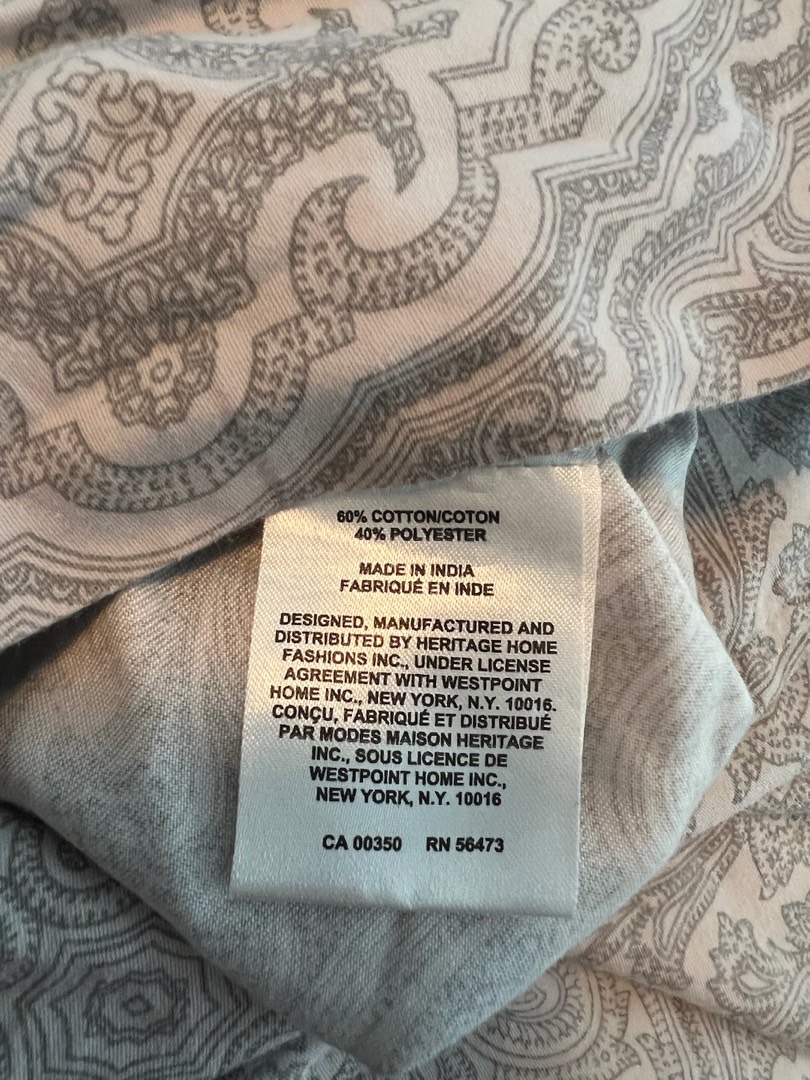 60% COTTON/COTON
40% POLYESTER
MADE IN INDIA
FABRIQUÉ EN INDE
DESIGNED, MANUFACTURED AND
DISTRIBUTED BY HERITAGE HOME
FASHIONS INC., UNDER LICENSE
AGREEMENT WITH WESTPOINT
HOME INC., NEW YORK, N.Y. 10016.
CONÇU, FABRIQUÉ ET DISTRIBUÉ
PAR MODES MAISON HERITAGE
INC., SOUS LICENCE DE
WESTPOINT HOME INC.,
NEW YORK, N.Y. 10016
CA 00350 RN 56473